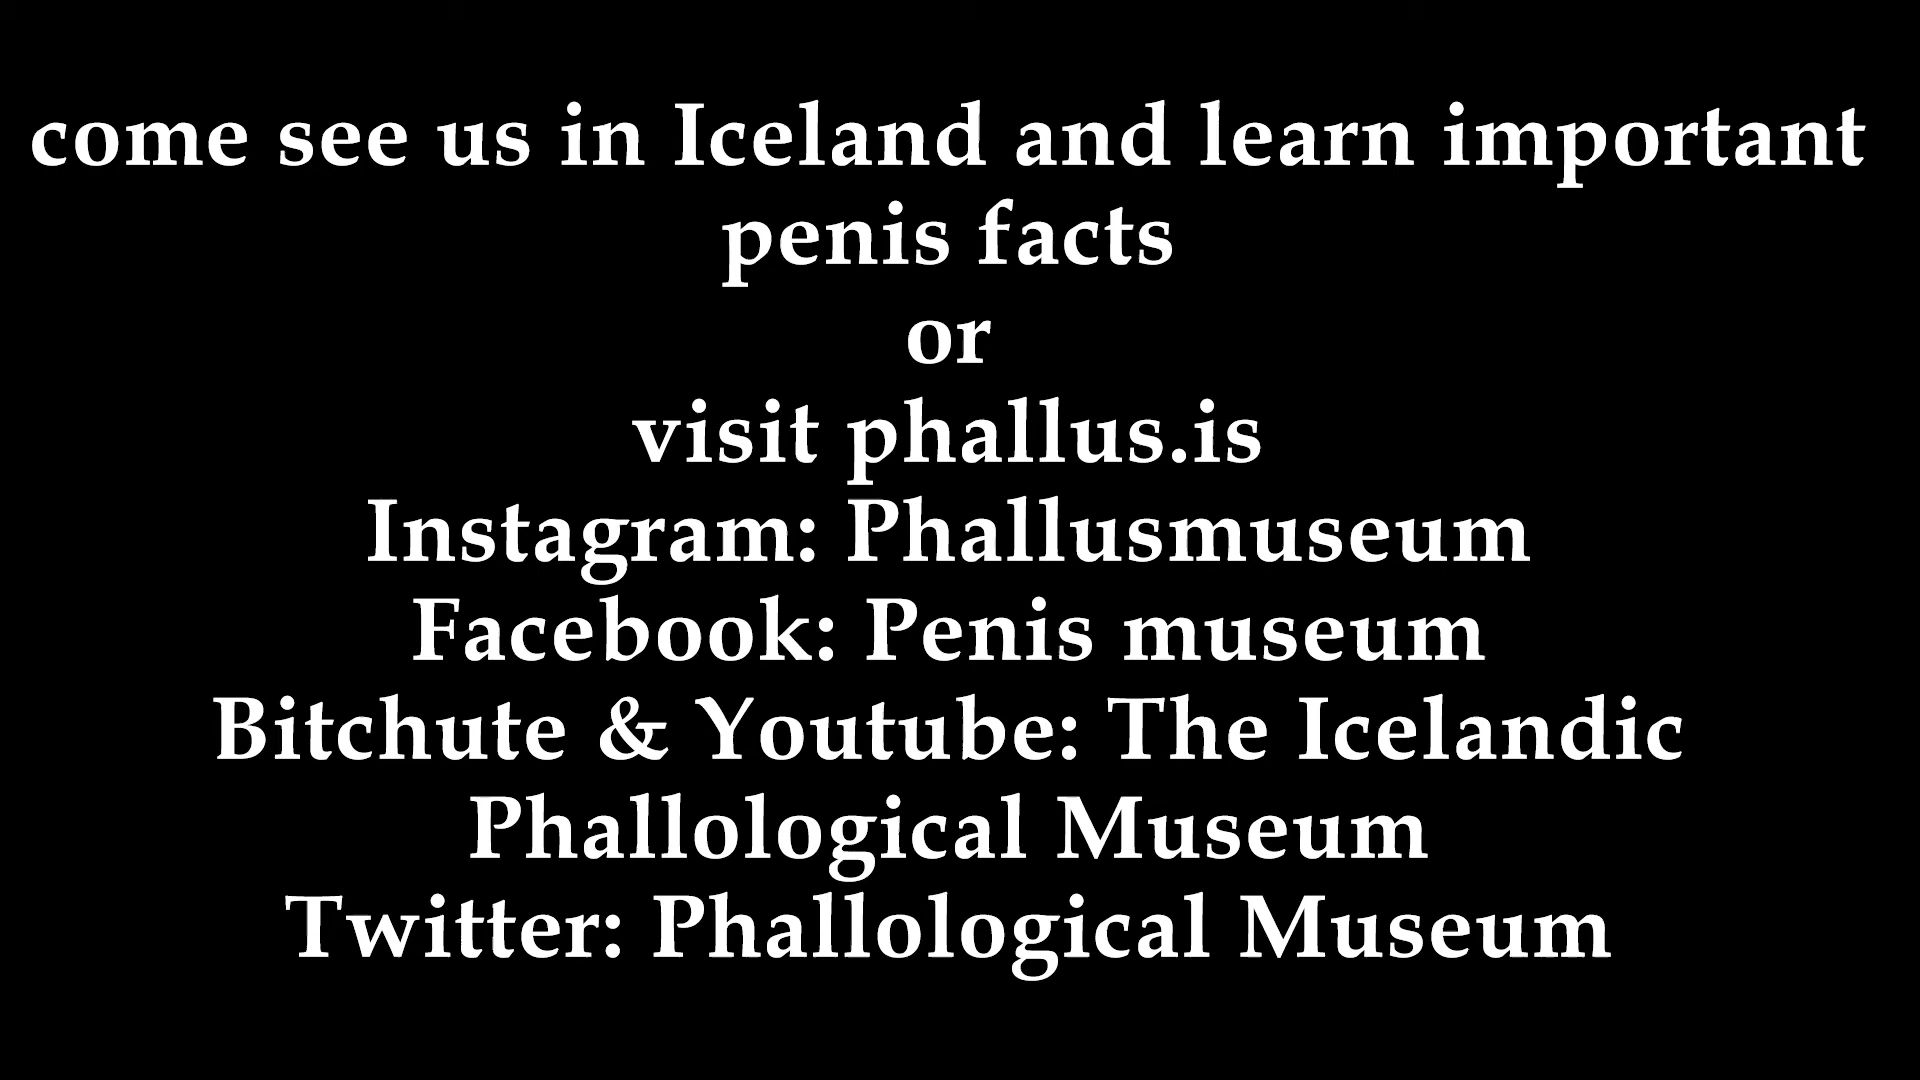 come see us in Iceland and learn important
penis facts
or
visit phallus.is
Instagram: Phallusmuseum
Facebook: Penis museum
Bitchute & Youtube: The Icelandic
Phallological Museum
Twitter: Phallological Museum